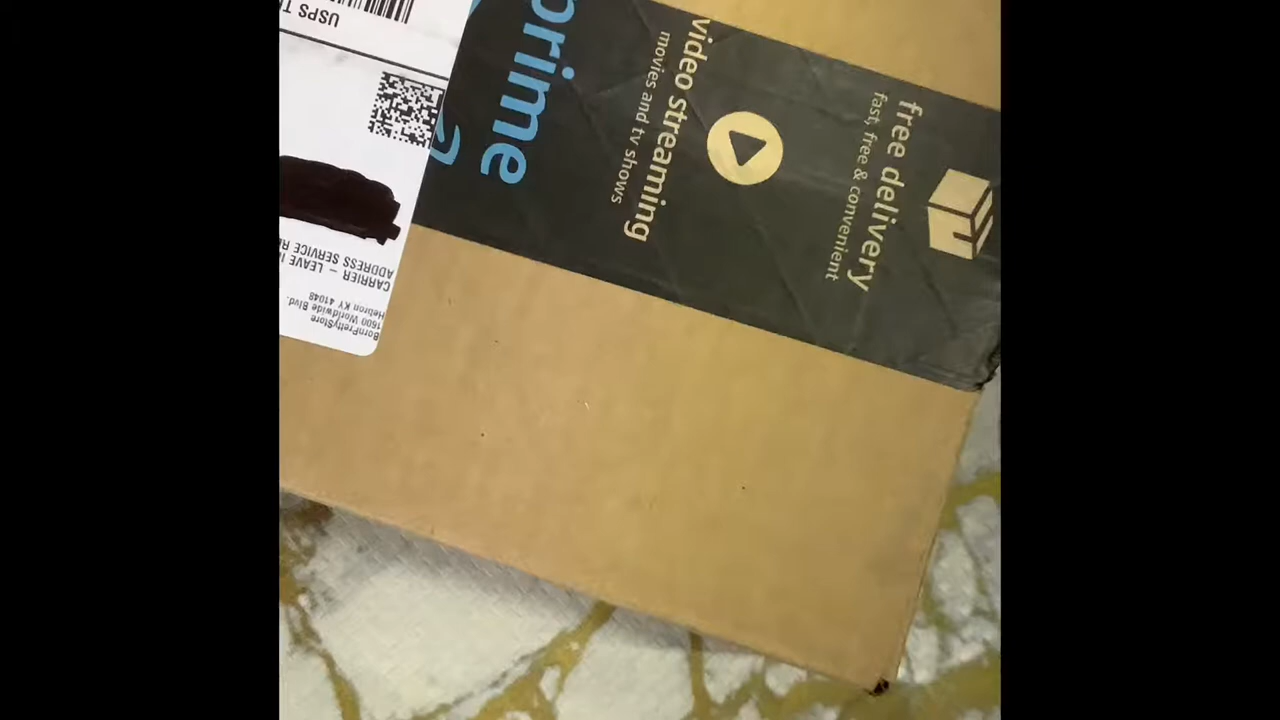 BornPrettyStore
1600 Worldwide Blvd.
Hebron KY 41048
CARRIER – LEAVE I
ADDRESS SERVICE RE
USPS T
prime
video streaming
movies and tv shows
free delivery
fast, free & convenient